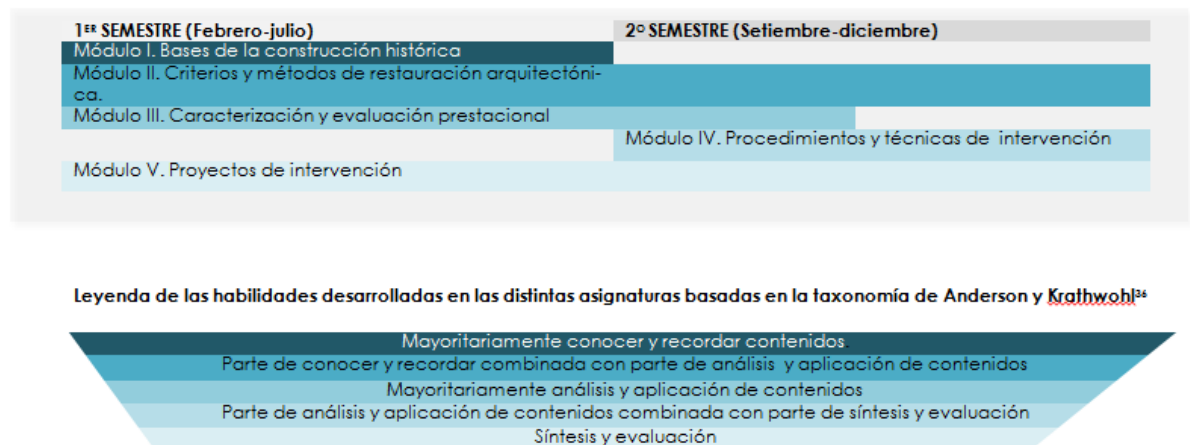 1ER SEMESTRE (Febrero-julio)
2O SEMESTRE (Setiembre-diciembre)
Módulo I. Bases de la construcción histórica
Módulo II. Criterios y métodos de restauración arquitectóni-
ca.
Módulo III. Caracterización y evaluación prestacional
Módulo IV. Procedimientos y técnicas de intervención
Módulo V. Proyectos de intervención
Leyenda de las habilidades desarrolladas en las distintas asignaturas basadas en la taxonomía de Anderson y Krathwohl36
Mayoritariamente conocer y recordar contenidos.
Parte de conocer y recordar combinada con parte de análisis y aplicación de contenidos
Mayoritariamente análisis y aplicación de contenidos
Parte de análisis y aplicación de contenidos combinada con parte de síntesis y evaluación
Síntesis y evaluación